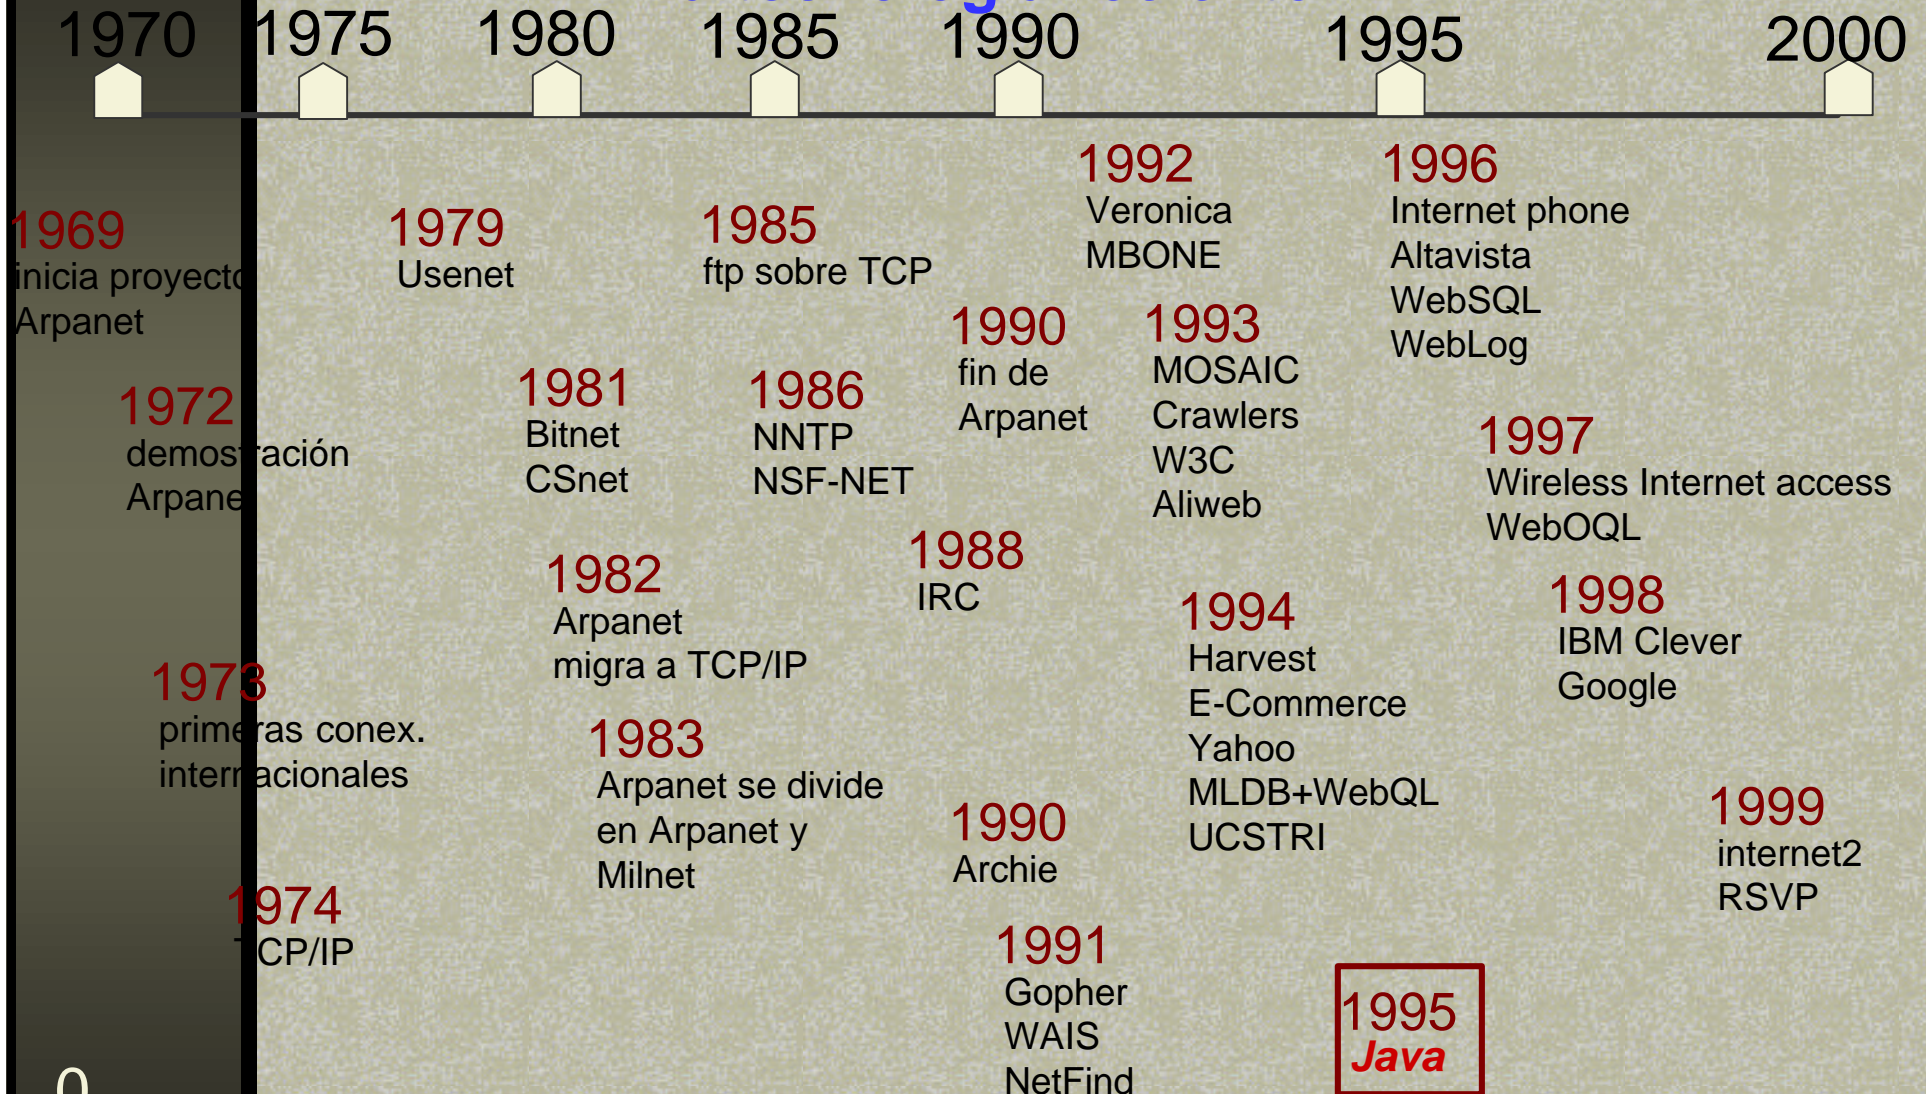 1970 1975 1980 1985 1990 1995 2000
1969
inicia proyecto
Arpanet
1972
demostración
Arpanet
1973
primeras conex.
internacionales
1974
TCP/IP
1979
Usenet
1981
Bitnet
CSnet
1982
Arpanet
migra a TCP/IP
1983
Arpanet se divide
en Arpanet y
Milnet
1985
ftp sobre TCP
1986
NNTP
NSF-NET
1988
IRC
1990
fin de
Arpanet
1990
Archie
1991
Gopher
WAIS
NetFind
1992
Veronica
MBONE
1993
MOSAIC
Crawlers
W3C
Aliweb
1994
Harvest
E-Commerce
Yahoo
MLDB+WebQL
UCSTRI
1995
Java
1996
Internet phone
Altavista
WebSQL
WebLog
1997
Wireless Internet access
WebOQL
1998
IBM Clever
Google
1999
internet2
RSVP
0